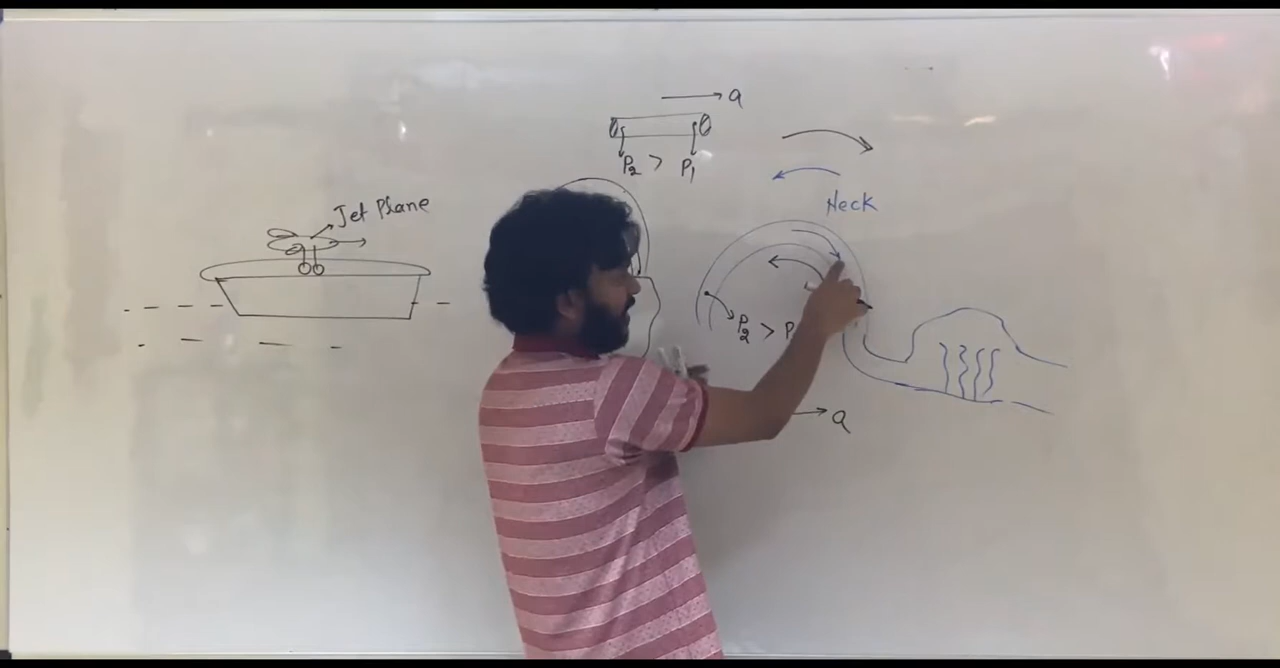 a
P₂ > P₁
Neck
Jet Plane
P₂ > P
a